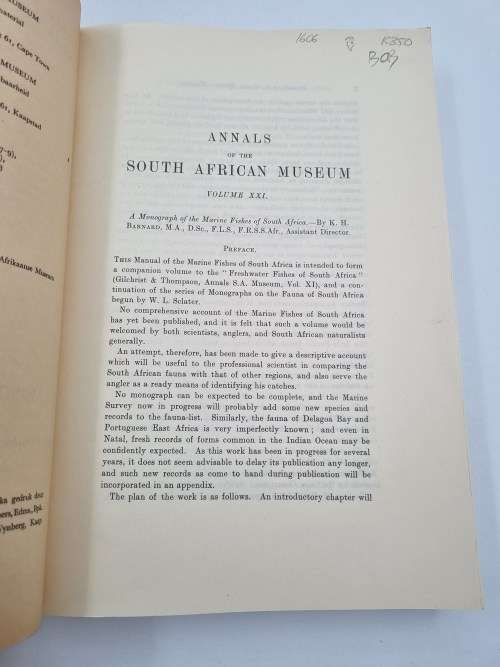 MUSEUM
material
61, Cape Town
MUSEUM
baarheid
61, Kaapstad
7-9),
),
Afrikaanse Museum
ka gedruk deur
pers, Edms., Bpk.
Wynberg, Kaap
1606
R350
ANNALS
OF THE
SOUTH AFRICAN MUSEUM
VOLUME XXI.
A Monograph of the Marine Fishes of South Africa.—By K. H.
BARNARD, M.A., D.Sc., F.L.S., F.R.S.S.Afr., Assistant Director.
PREFACE.
THIS Manual of the Marine Fishes of South Africa is intended to form
a companion volume to the "Freshwater Fishes of South Africa"
(Gilchrist & Thompson, Annals S.A. Museum, Vol. XI), and a con-
tinuation of the series of Monographs on the Fauna of South Africa
begun by W. L. Sclater.
No comprehensive account of the Marine Fishes of South Africa
has yet been published, and it is felt that such a volume would be
welcomed by both scientists, anglers, and South African naturalists
generally.
An attempt, therefore, has been made to give a descriptive account
which will be useful to the professional scientist in comparing the
South African fauna with that of other regions, and also serve the
angler as a ready means of identifying his catches.
No monograph can be expected to be complete, and the Marine
Survey now in progress will probably add some new species and
records to the fauna-list. Similarly, the fauna of Delagoa Bay and
Portuguese East Africa is very imperfectly known; and even in
Natal, fresh records of forms common in the Indian Ocean may be
confidently expected. As this work has been in progress for several
years, it does not seem advisable to delay its publication any longer,
and such new records as come to hand during publication will be
incorporated in an appendix.
The plan of the work is as follows. An introductory chapter will